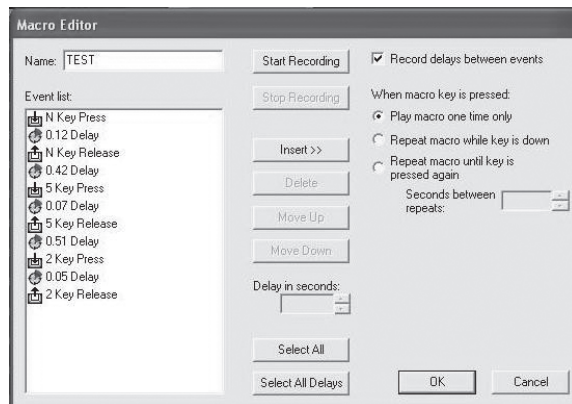 Macro Editor
Name: TEST
Event list:
N Key Press
0.12 Delay
N Key Release
0.42 Delay
5 Key Press
0.07 Delay
5 Key Release
0.51 Delay
2 Key Press
0.05 Delay
2 Key Release
Start Recording
Stop Recording
Insert >>
Delete
Move Up
Move Down
Delay in seconds:
Select All
Select All Delays
Record delays between events
When macro key is pressed:
Play macro one time only
Repeat macro while key is down
Repeat macro until key is
pressed again
Seconds between
repeats:
OK
Cancel